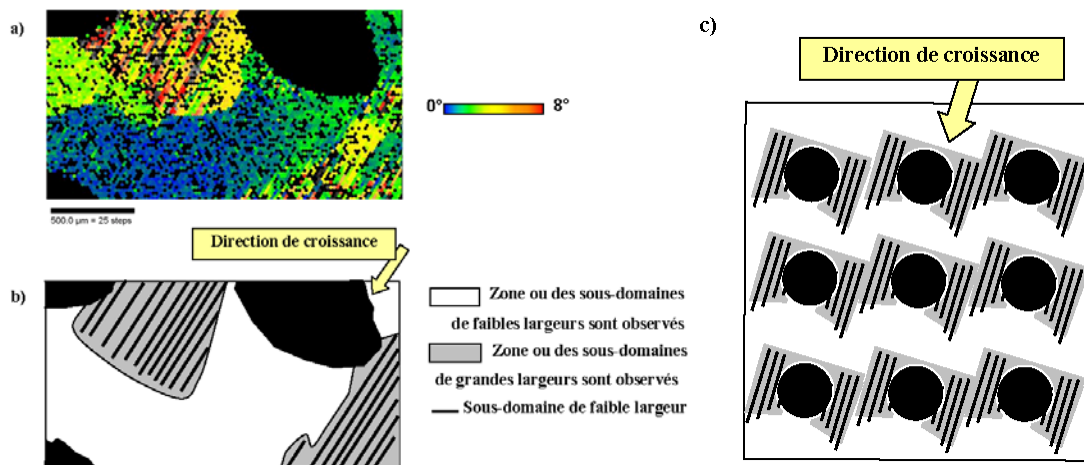 a)
0°
8°
500.0 µm = 25 steps
Direction de croissance
b)
Zone ou des sous-domaines
de faibles largeurs sont observés
Zone ou des sous-domaines
de grandes largeurs sont observés
Sous-domaine de faible largeur
c)
Direction de croissance